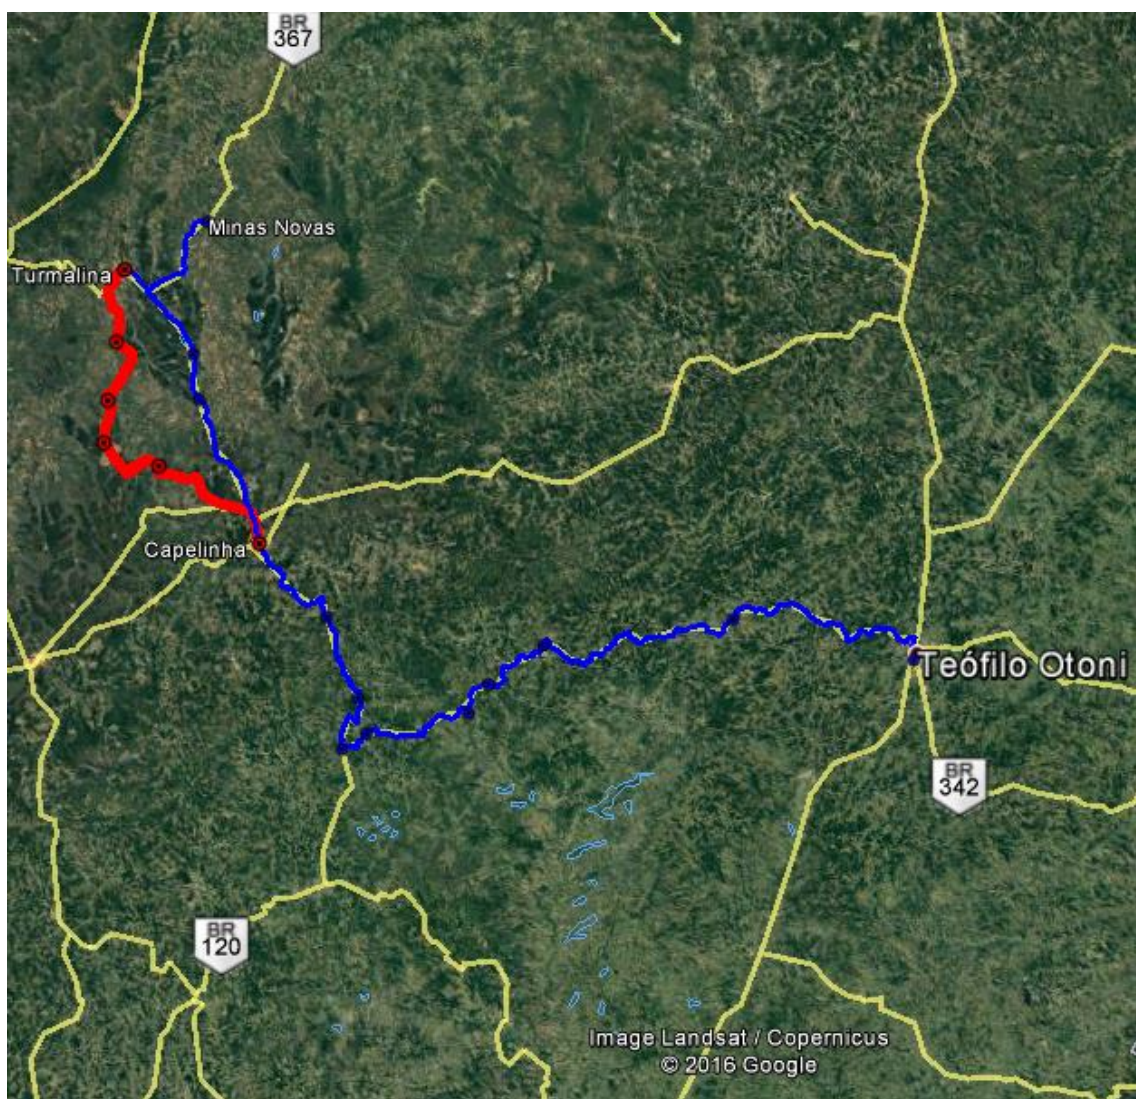 BR
367
Minas Novas
Turmalina
Capelinha
Teófilo Otoni
BR
342
BR
120
Image Landsat / Copernicus
© 2016 Google